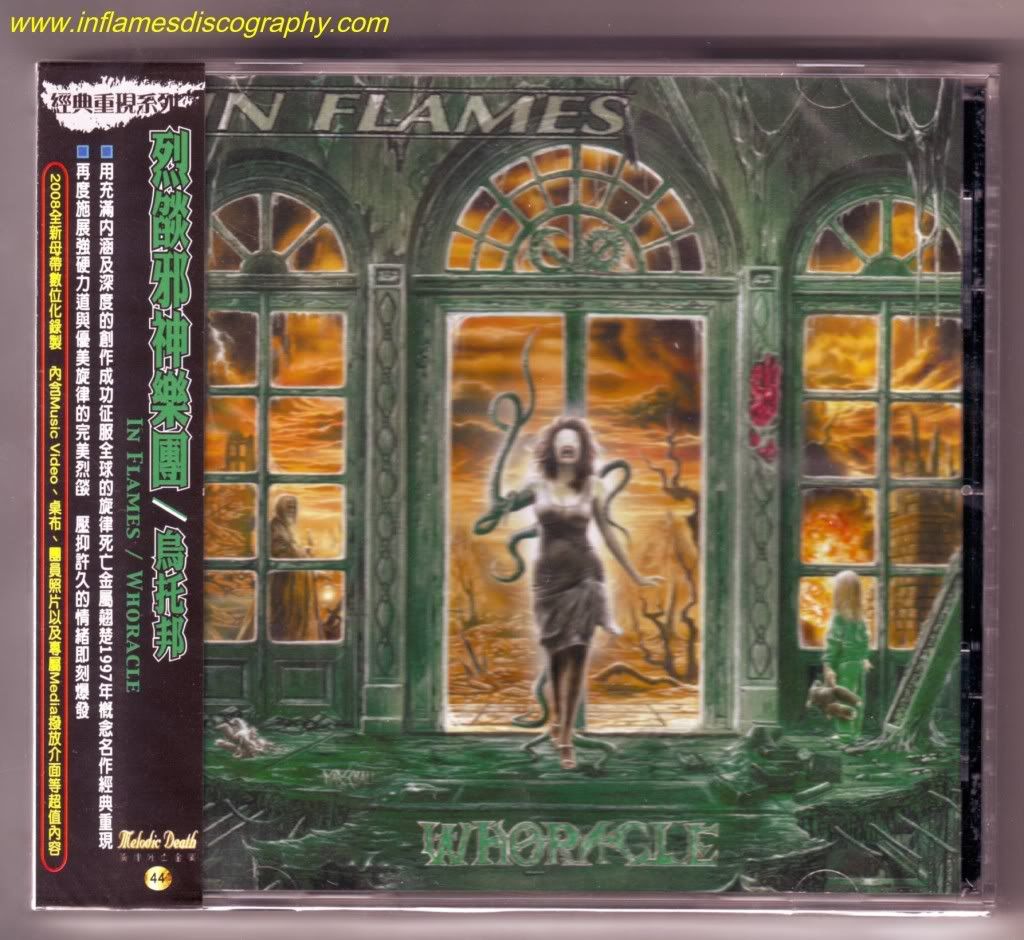 www.inflamesdiscography.com
經典重現系列
IN FLAMES
烈燄邪神樂團 / 烏托邦
IN FLAMES / WHORACLE
■用充滿內涵及深度的創作成功征服全球的旋律死亡金屬翹楚1997年概念名作經典重現
■再度施展強硬力道與優美旋律的完美烈燄 壓抑許久的情緒即刻爆發
2008全新母帶數位化錄製 內含Music Video、桌布、團員照片以及專屬Media撥放介面等超值內容
Melodic Death
44
WHORACLE